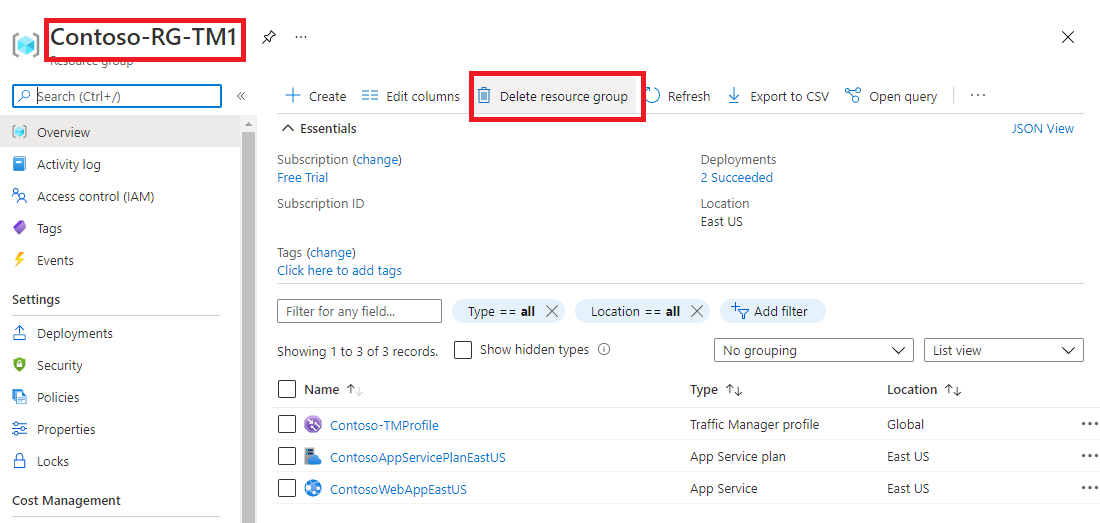 Contoso-RG-TM1
Resource group
Search (Ctrl+/)
Overview
Activity log
Access control (IAM)
Tags
Events
Settings
Deployments
Security
Policies
Properties
Locks
Cost Management
Create Edit columns Delete resource group Refresh Export to CSV Open query
Essentials JSON View
Subscription (change) Deployments
Free Trial 2 Succeeded
Subscription ID Location
East US
Tags (change)
Click here to add tags
Filter for any field... Type == all Location == all Add filter
Showing 1 to 3 of 3 records. Show hidden types No grouping List view
Name Type Location
Contoso-TMProfile Traffic Manager profile Global
ContosoAppServicePlanEastUS App Service plan East US
ContosoWebAppEastUS App Service East US